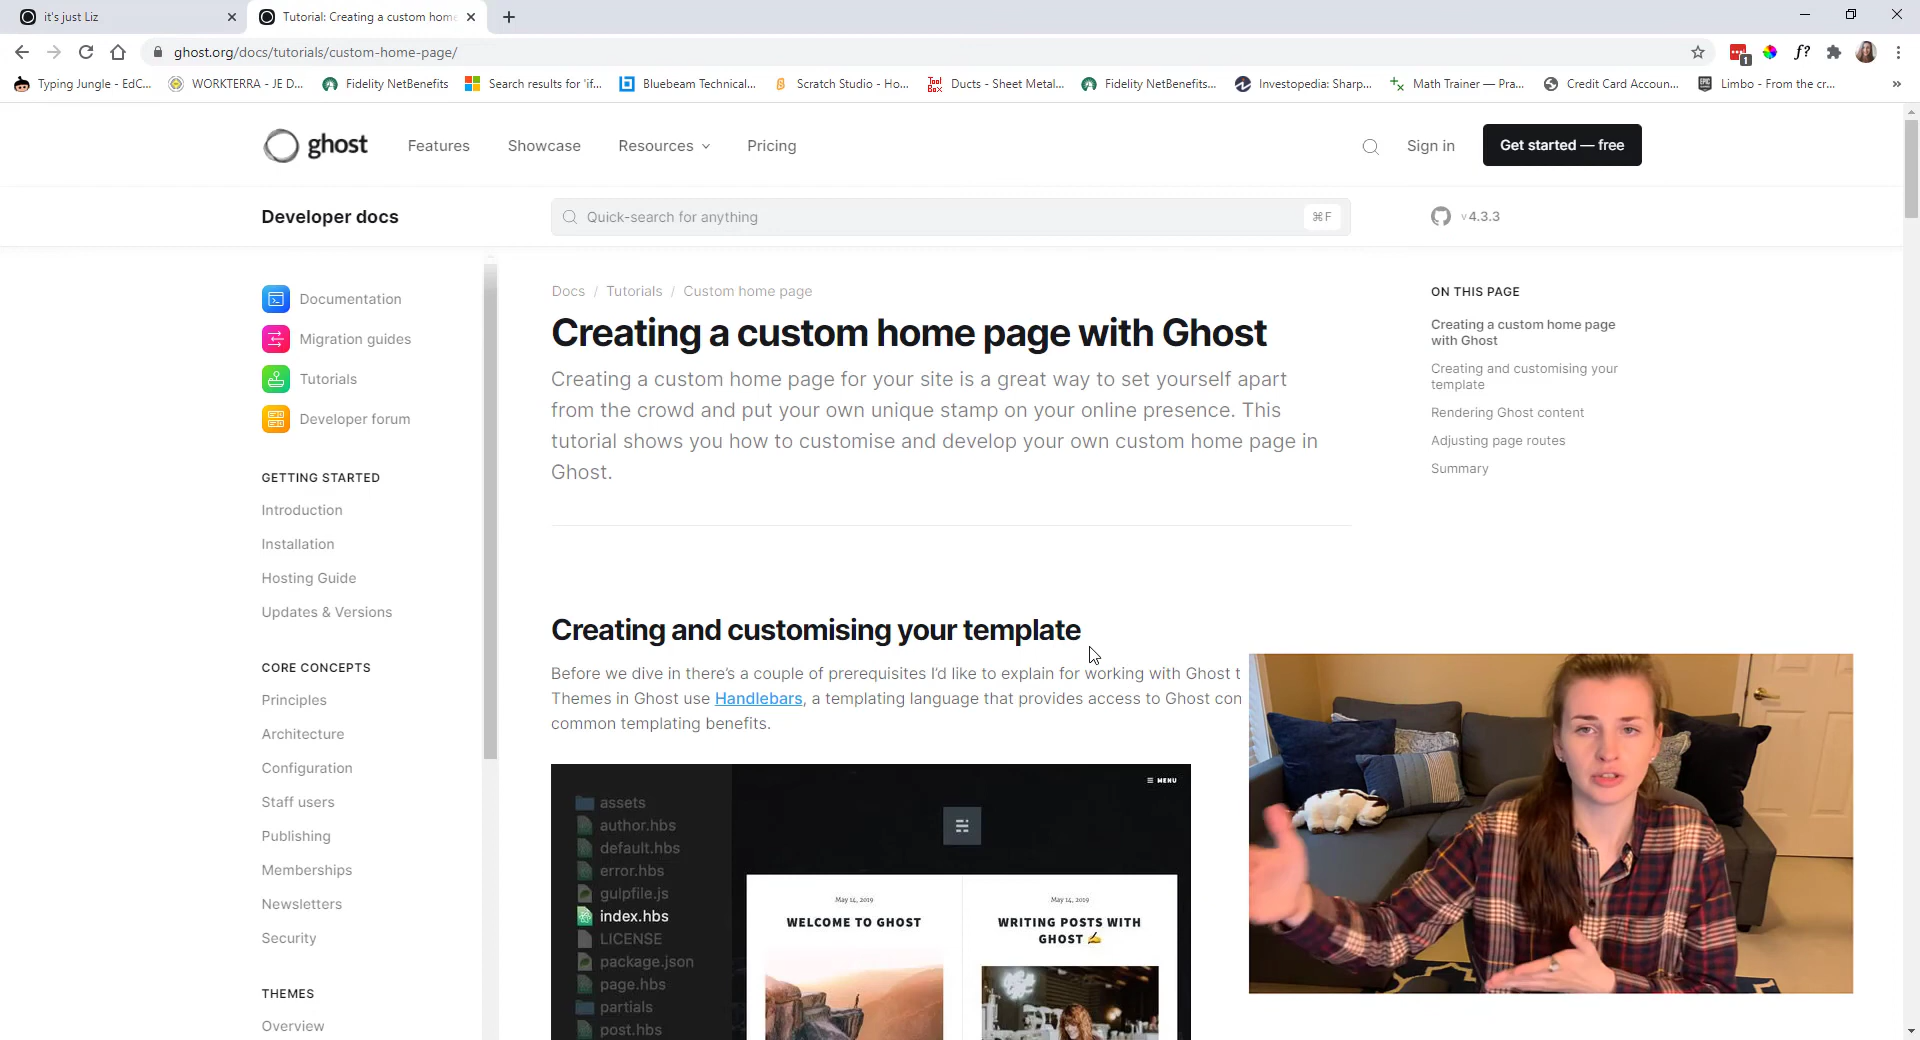 it's just Liz
Tutorial: Creating a custom home
ghost.org/docs/tutorials/custom-home-page/
1
f?
Typing Jungle - EdC...
WORKTERRA - JE D...
Fidelity NetBenefits
Search results for 'if...
Bluebeam Technical...
Scratch Studio - Ho...
Tool Box
Ducts - Sheet Metal...
Fidelity NetBenefits...
Investopedia: Sharp...
Math Trainer — Pra...
Credit Card Accoun...
EPIC
Limbo - From the cr...
»
ghost
Features
Showcase
Resources
Pricing
Sign in
Get started — free
Developer docs
Quick-search for anything
⌘F
v4.3.3
Documentation
Migration guides
Tutorials
Developer forum
GETTING STARTED
Introduction
Installation
Hosting Guide
Updates & Versions
CORE CONCEPTS
Principles
Architecture
Configuration
Staff users
Publishing
Memberships
Newsletters
Security
THEMES
Overview
Docs / Tutorials / Custom home page
Creating a custom home page with Ghost
Creating a custom home page for your site is a great way to set yourself apart
from the crowd and put your own unique stamp on your online presence. This
tutorial shows you how to customise and develop your own custom home page in
Ghost.
Creating and customising your template
Before we dive in there's a couple of prerequisites I'd like to explain for working with Ghost t
Themes in Ghost use Handlebars, a templating language that provides access to Ghost con
common templating benefits.
assets
author.hbs
default.hbs
error.hbs
gulpfile.js
index.hbs
LICENSE
package.json
page.hbs
partials
post.hbs
MENU
May 14, 2019
WELCOME TO GHOST
May 14, 2019
WRITING POSTS WITH
GHOST ✍️
ON THIS PAGE
Creating a custom home page
with Ghost
Creating and customising your
template
Rendering Ghost content
Adjusting page routes
Summary